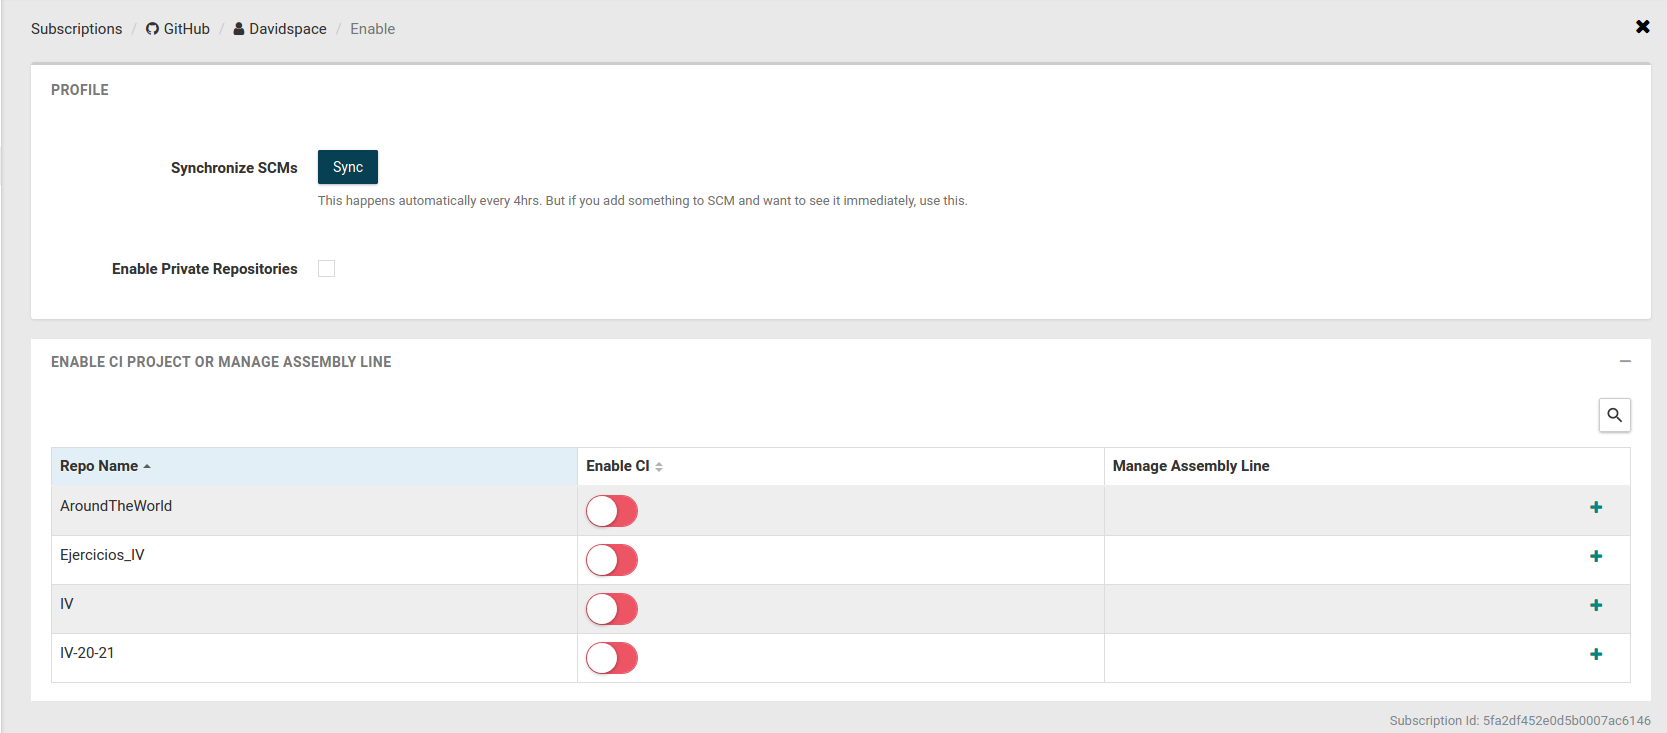 Subscriptions / GitHub / Davidspace / Enable
PROFILE
Synchronize SCMs Sync
This happens automatically every 4hrs. But if you add something to SCM and want to see it immediately, use this.
Enable Private Repositories
ENABLE CI PROJECT OR MANAGE ASSEMBLY LINE
Repo Name Enable CI Manage Assembly Line
AroundTheWorld
Ejercicios_IV
IV
IV-20-21
Subscription Id: 5fa2df452e0d5b0007ac6146